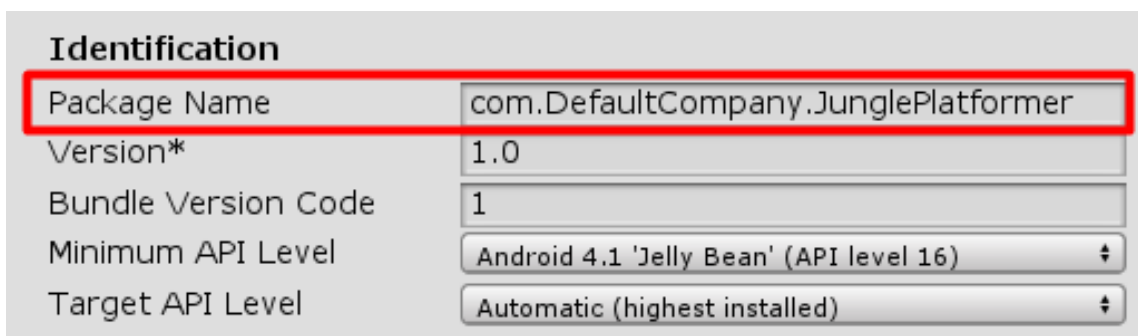 Identification
Package Name com.DefaultCompany.JunglePlatformer
Version* 1.0
Bundle Version Code 1
Minimum API Level Android 4.1 'Jelly Bean' (API level 16)
Target API Level Automatic (highest installed)